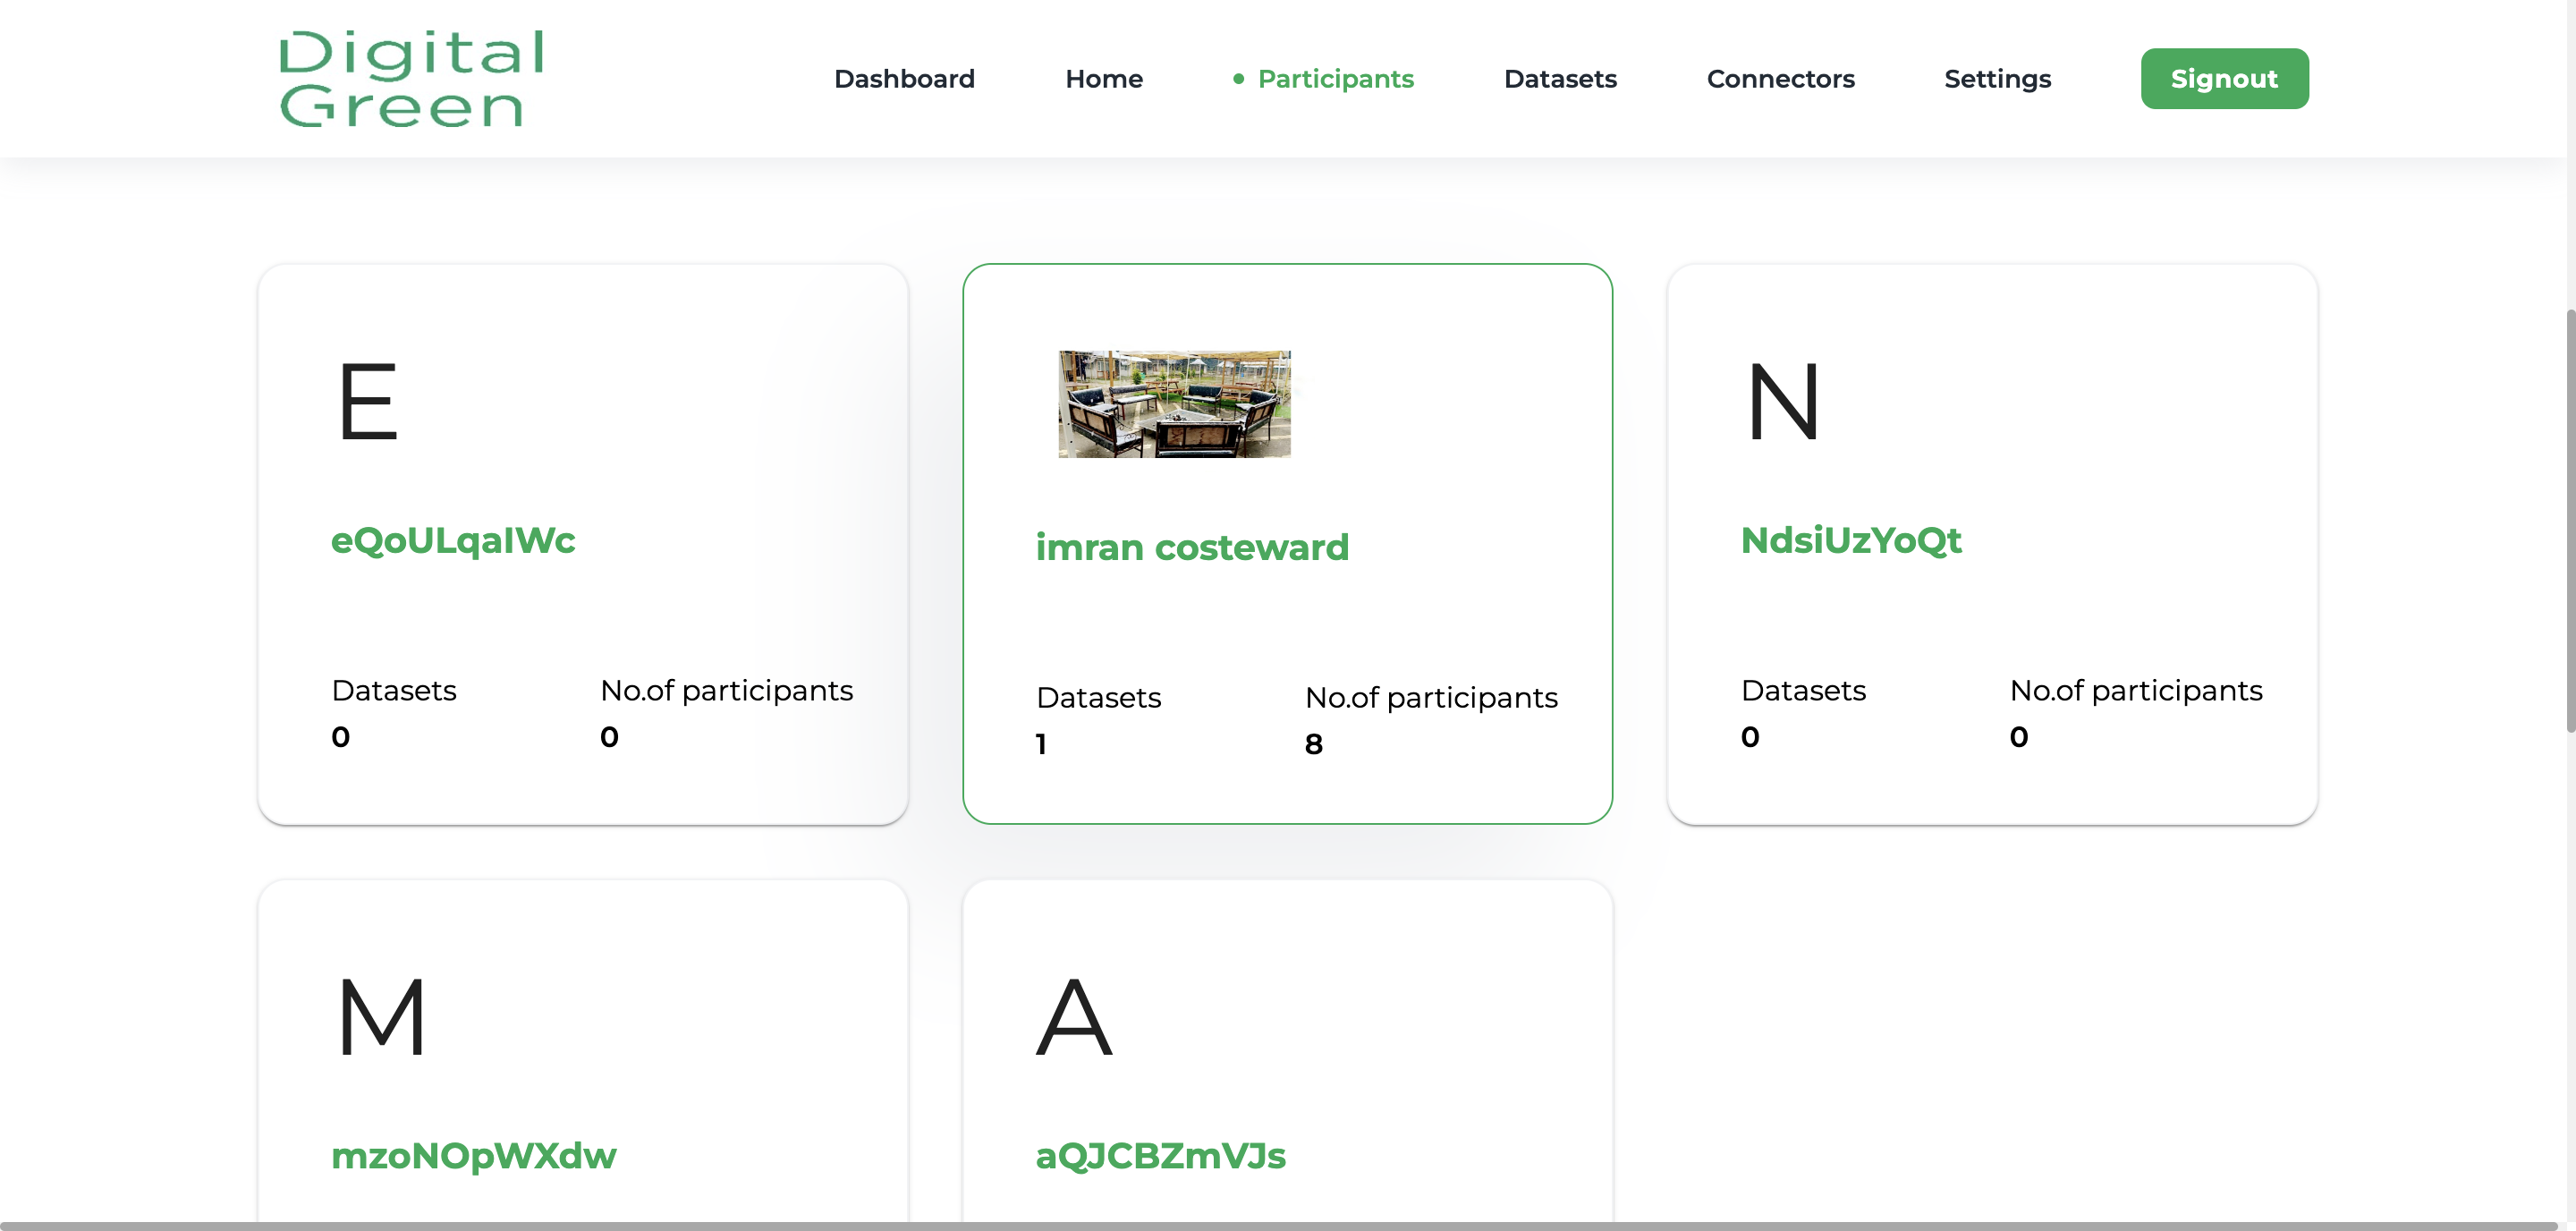 Digital
Green
Dashboard Home Participants Datasets Connectors Settings Signout
E
eQoULqaIWc
Datasets No.of participants
0 0
imran costeward
Datasets No.of participants
1 8
N
NdsiUzYoQt
Datasets No.of participants
0 0
M
mzoNOpWXdw
A
aQJCBZmVJs